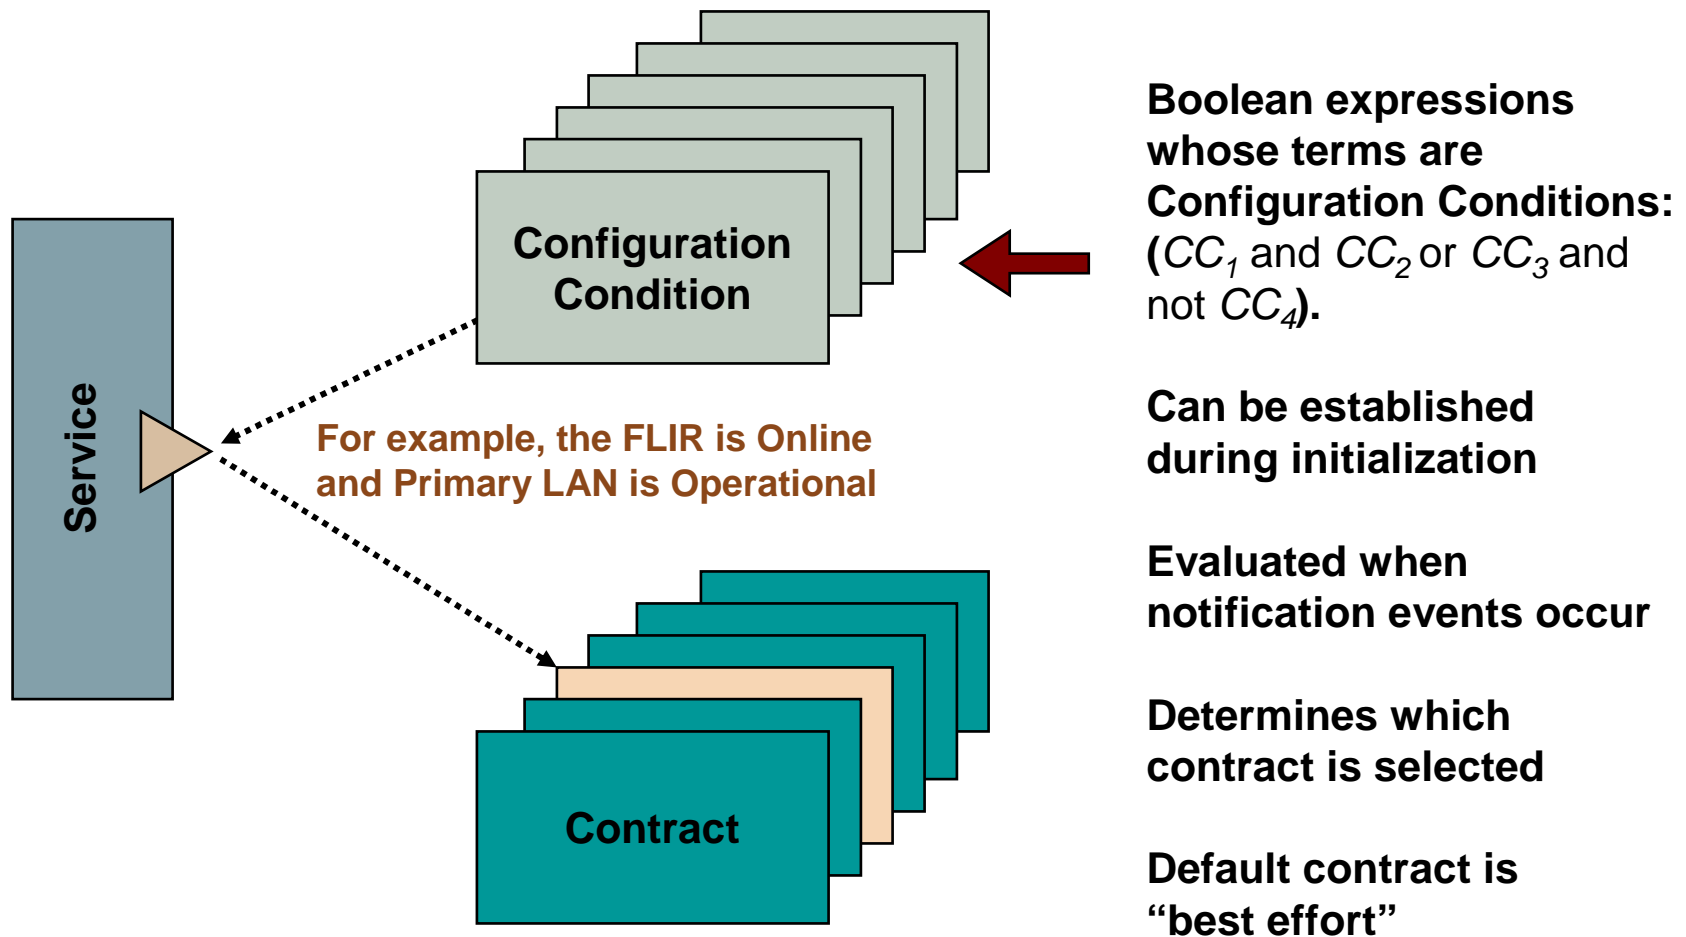 Service
Configuration
Condition
For example, the FLIR is Online
and Primary LAN is Operational
Contract
Boolean expressions
whose terms are
Configuration Conditions:
(CC1 and CC2 or CC3 and
not CC4).
Can be established
during initialization
Evaluated when
notification events occur
Determines which
contract is selected
Default contract is
“best effort”